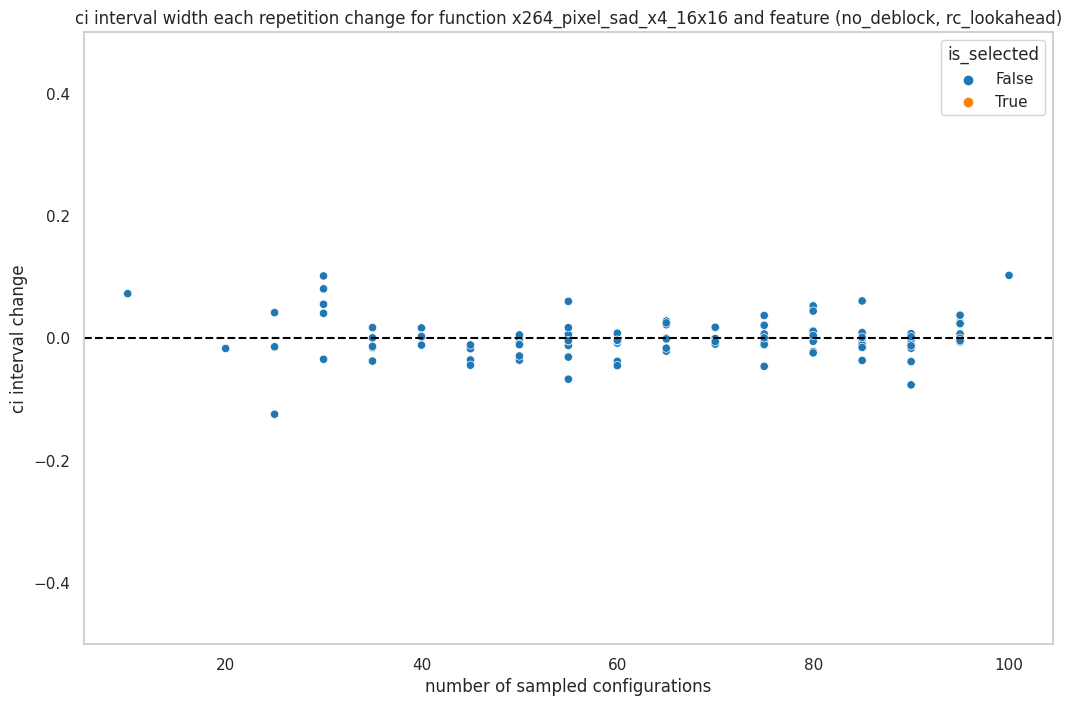 ci interval width each repetition change for function x264_pixel_sad_x4_16x16 and feature (no_deblock, rc_lookahead)
is_selected
False
True
0.4
0.2
0.0
−0.2
−0.4
ci interval change
20
40
60
80
100
number of sampled configurations